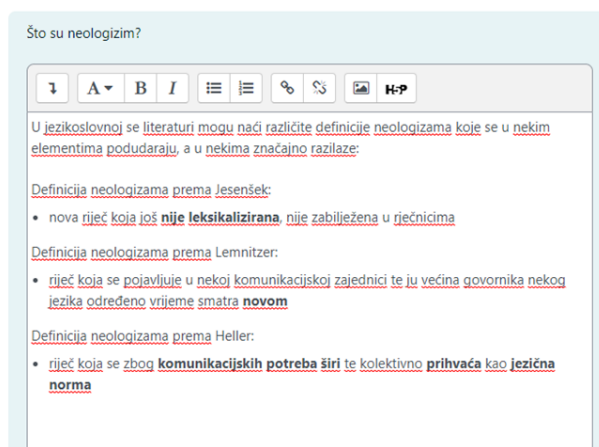 Što su neologizim?
A B I H-P
U jezikoslovnoj se literaturi mogu naći različite definicije neologizama koje se u nekim
elementima podudaraju, a u nekima značajno razilaze:
Definicija neologizama prema Jesenšek:
• nova riječ koja još nije leksikalizirana, nije zabilježena u rječnicima
Definicija neologizama prema Lemnitzer:
• riječ koja se pojavljuje u nekoj komunikacijskoj zajednici te ju većina govornika nekog
jezika određeno vrijeme smatra novom
Definicija neologizama prema Heller:
• riječ koja se zbog komunikacijskih potreba širi te kolektivno prihvaća kao jezična
norma